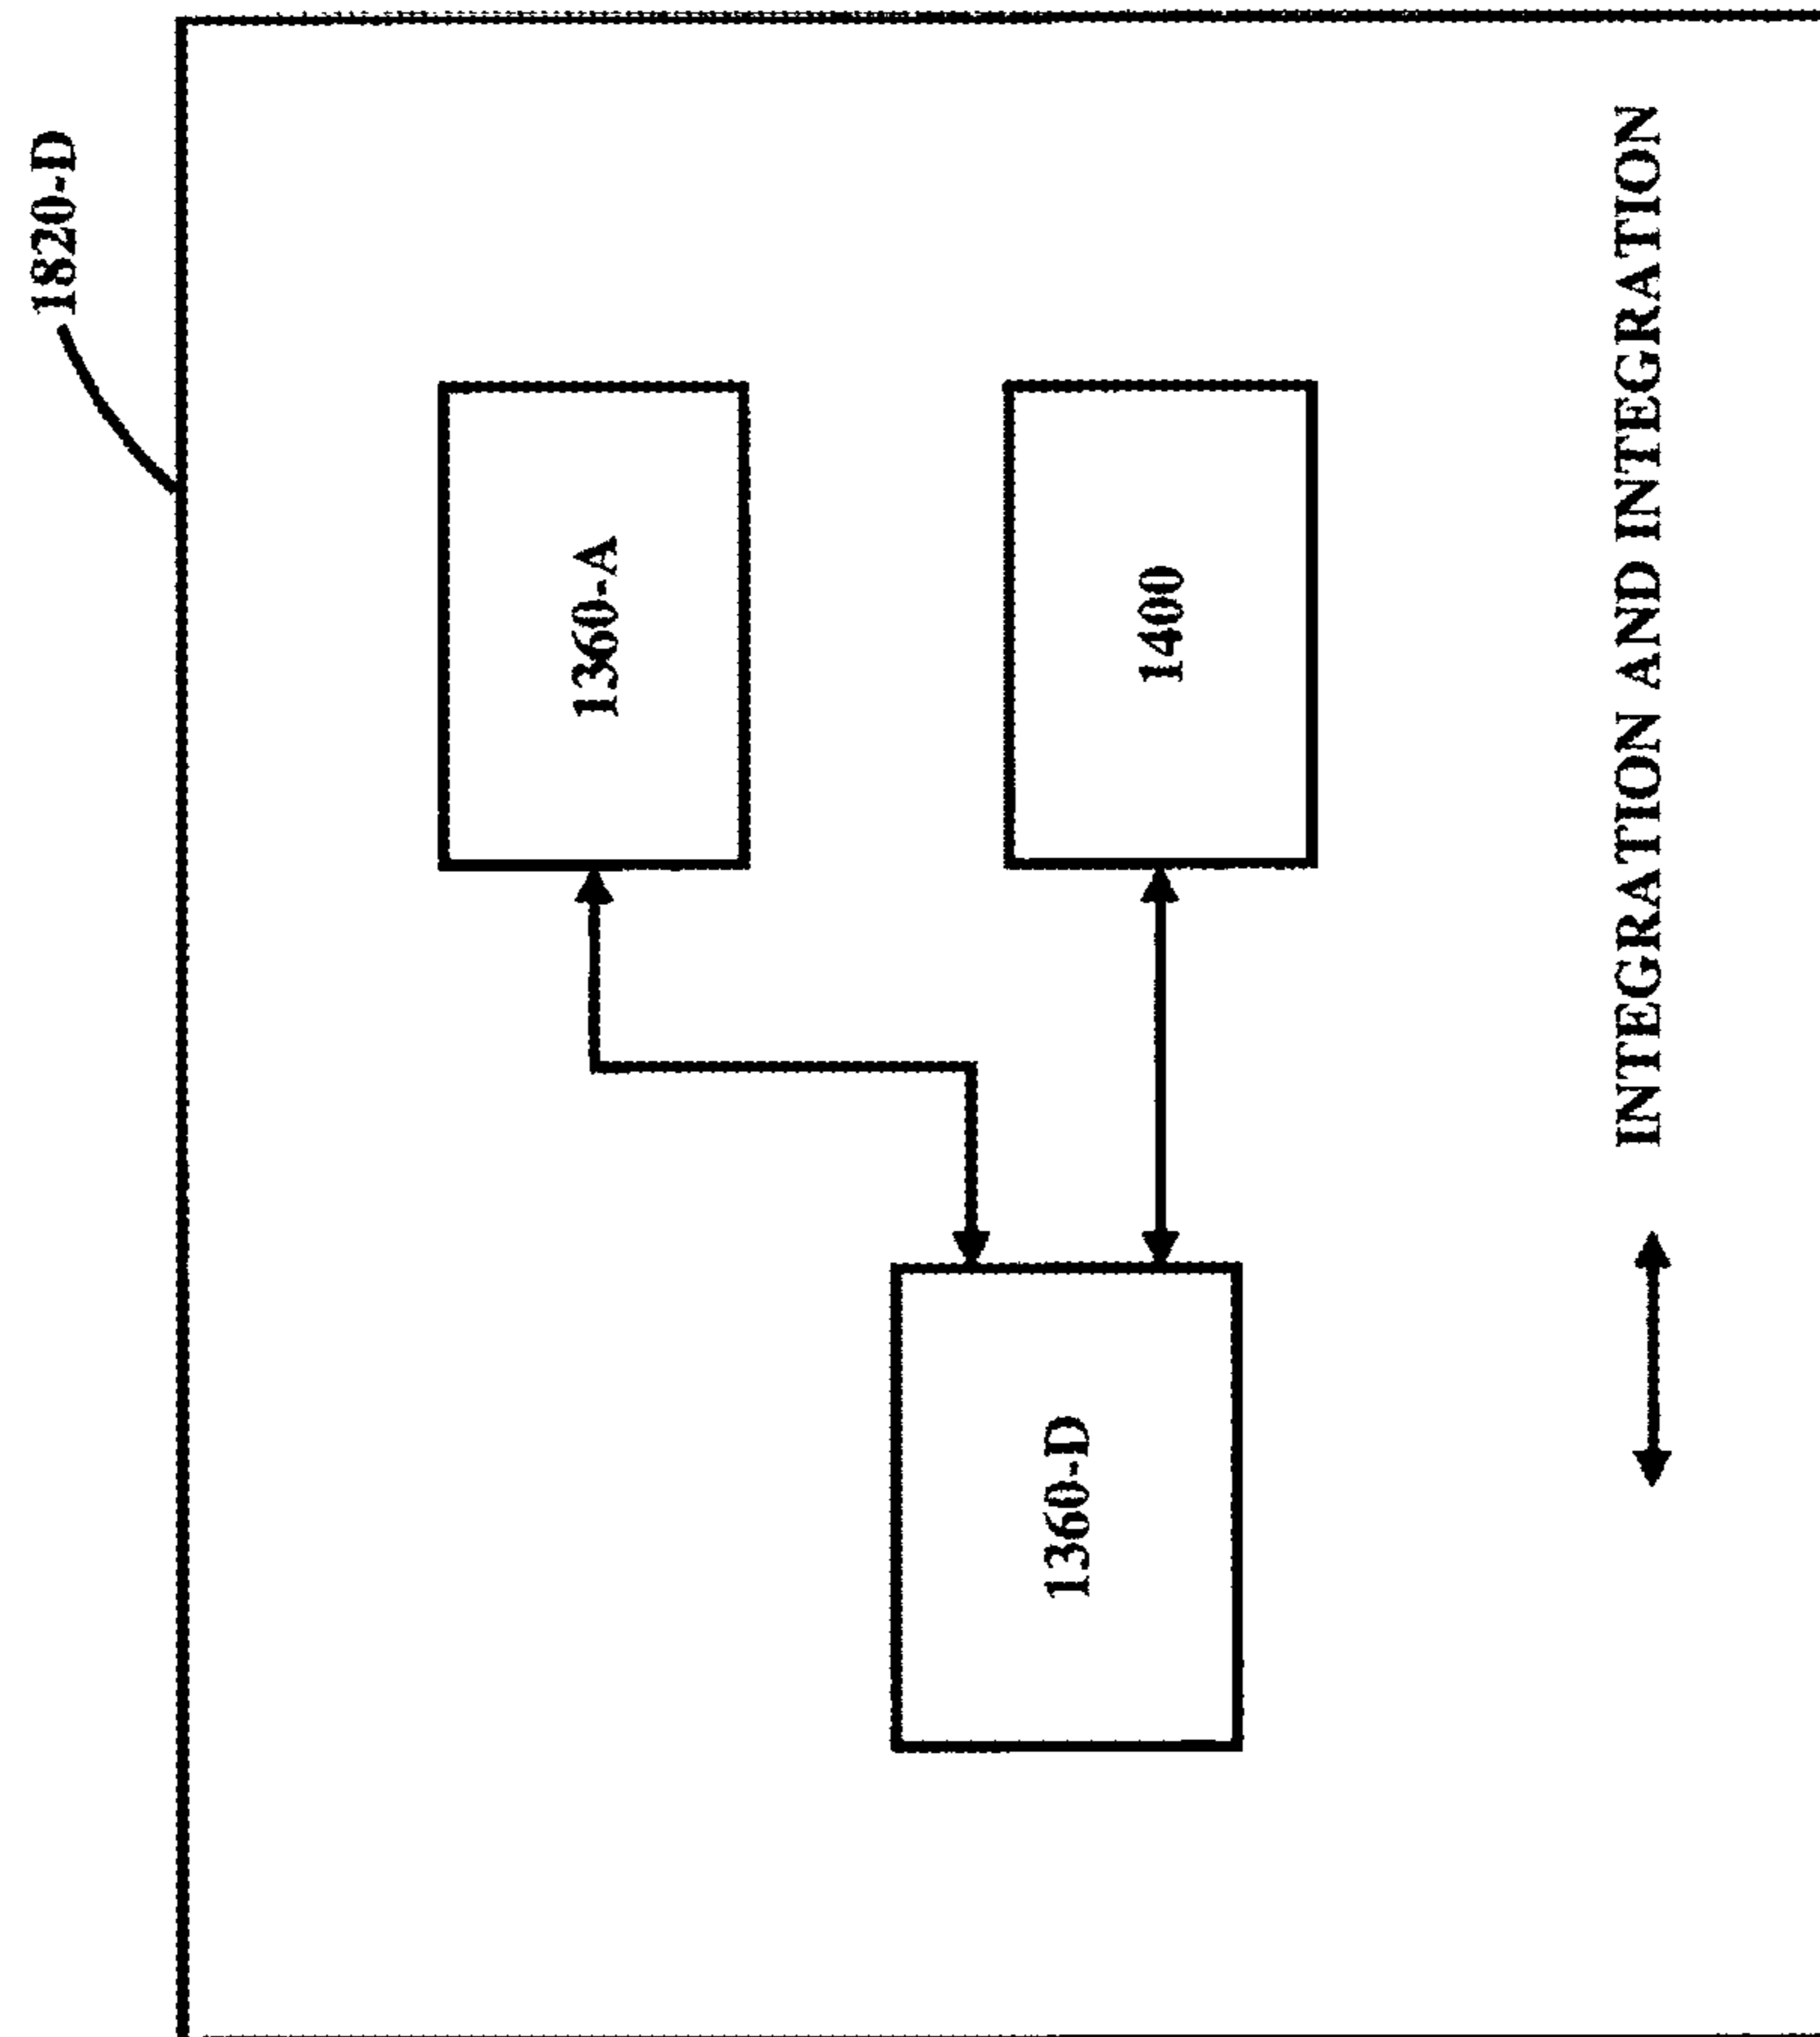 1820-D
1360-A
1360-D
1400
INTEGRATION AND INTEGRATION